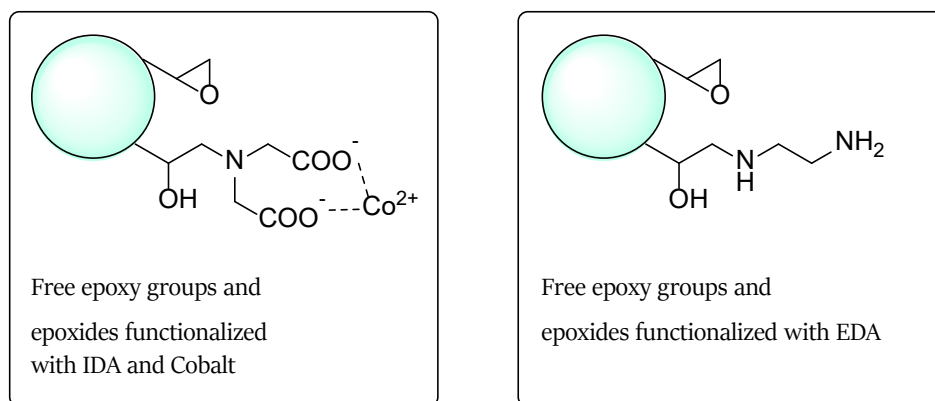 O
N
COO-
OH
COO-
Co2+
Free epoxy groups and
epoxides functionalized
with IDA and Cobalt
O
NH2
N
H
OH
Free epoxy groups and
epoxides functionalized with EDA